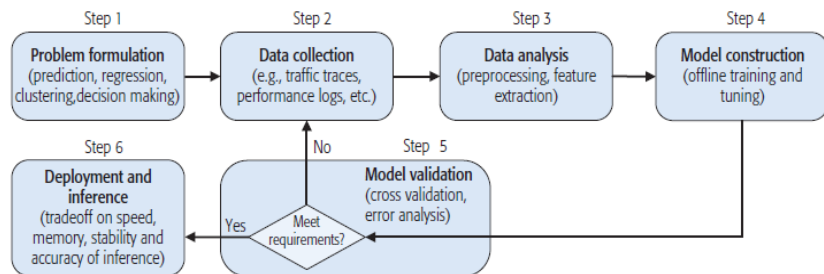 Step 1
Problem formulation
(prediction, regression,
clustering,decision making)
Step 2
Data collection
(e.g., traffic traces,
performance logs, etc.)
Step 3
Data analysis
(preprocessing, feature
extraction)
Step 4
Model construction
(offline training and
tuning)
Step 5
Model validation
(cross validation,
error analysis)
Meet
requirements?
No
Yes
Step 6
Deployment and
inference
(tradeoff on speed,
memory, stability and
accuracy of inference)